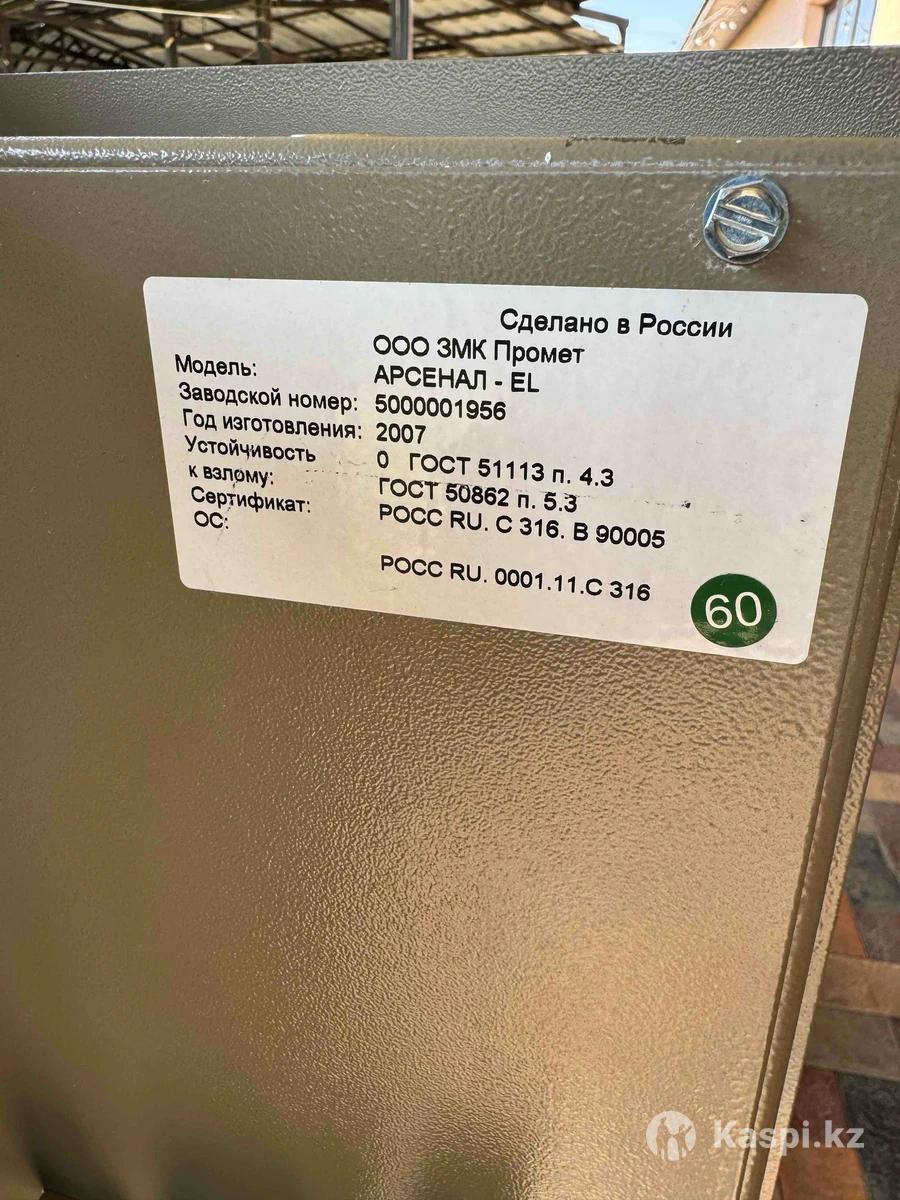 Сделано в России
ООО ЗМК Промет
Модель: АРСЕНАЛ - EL
Заводской номер: 5000001956
Год изготовления: 2007
Устойчивость 0 ГОСТ 51113 п. 4.3
к взлому: ГОСТ 50862 п. 5.3
Сертификат: РОСС RU. С 316. В 90005
ОС: РОСС RU. 0001.11.С 316
60
Kaspi.kz